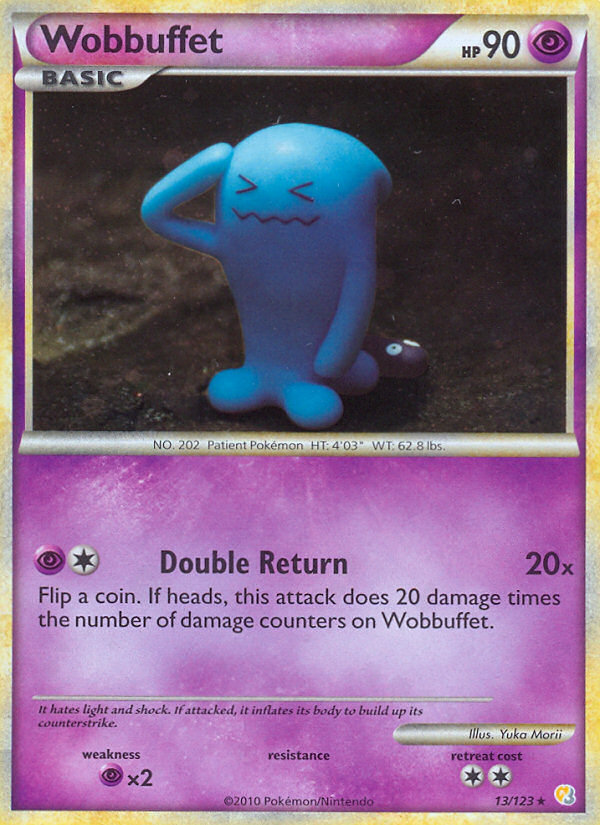 Wobbuffet
HP 90
BASIC
NO. 202 Patient Pokémon HT: 4'03" WT: 62.8 lbs.
Double Return 20x
Flip a coin. If heads, this attack does 20 damage times
the number of damage counters on Wobbuffet.
It hates light and shock. If attacked, it inflates its body to build up its
counterstrike.
Illus. Yuka Morii
weakness resistance retreat cost
x2
©2010 Pokémon/Nintendo 13/123